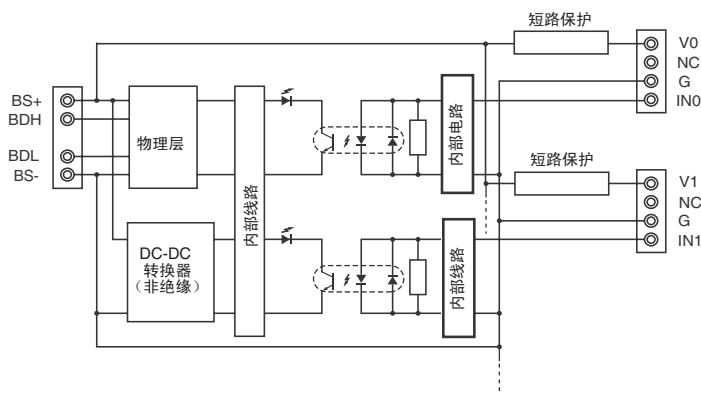 短路保护
V0
NC
G
IN0
BS+
BDH
BDL
BS-
物理层
内部线路
内部电路
短路保护
V1
NC
G
IN1
DC-DC
转换器
（非绝缘）
内部线路